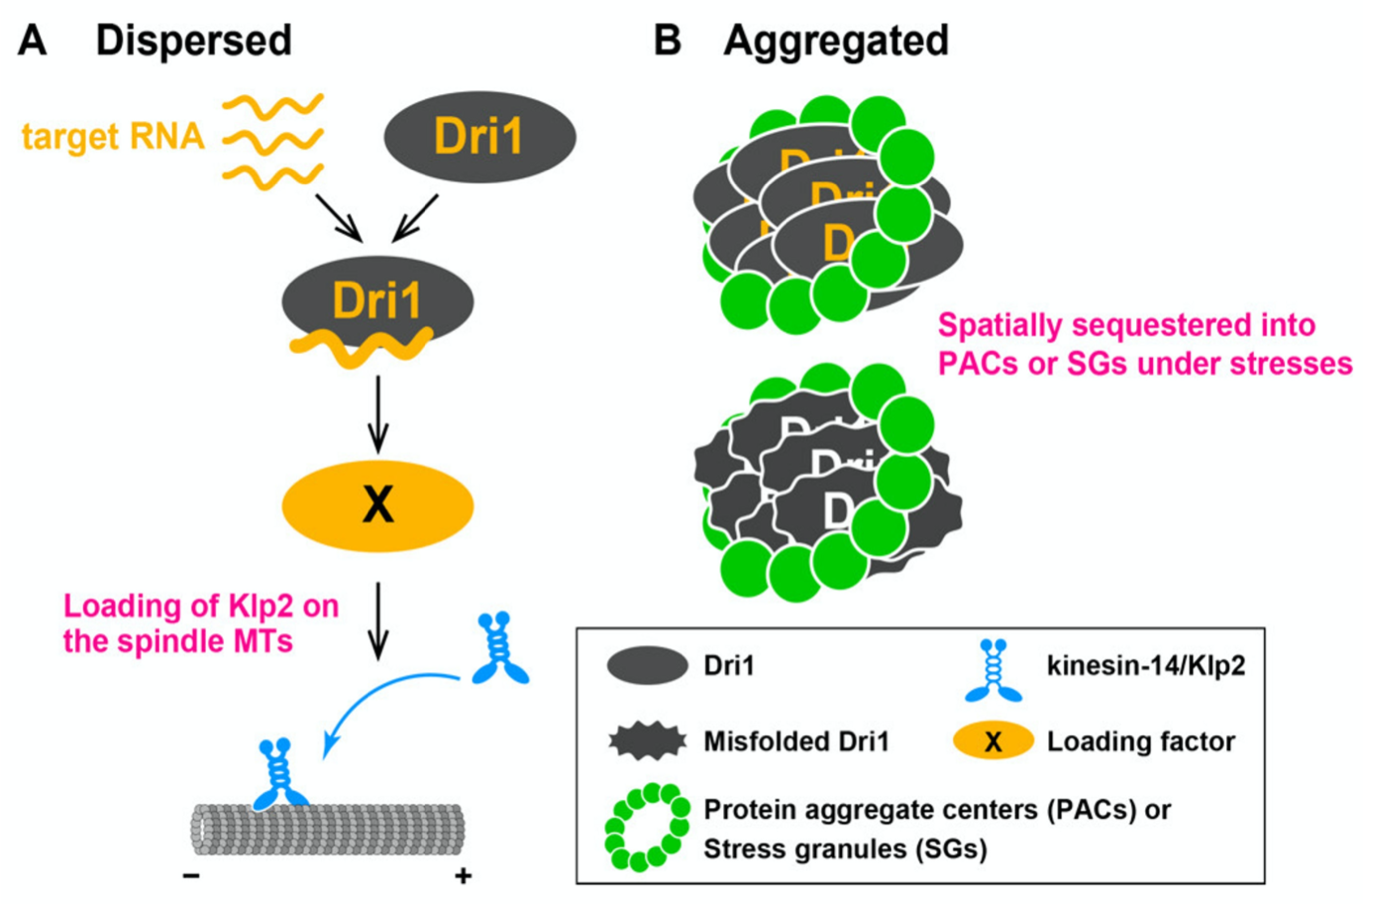 A Dispersed
target RNA
Dri1
Dri1
X
Loading of Klp2 on
the spindle MTs
− +
B Aggregated
Dri
D
Spatially sequestered into
PACs or SGs under stresses
Dri
D
Dri1
kinesin-14/Klp2
Misfolded Dri1
X Loading factor
Protein aggregate centers (PACs) or
Stress granules (SGs)